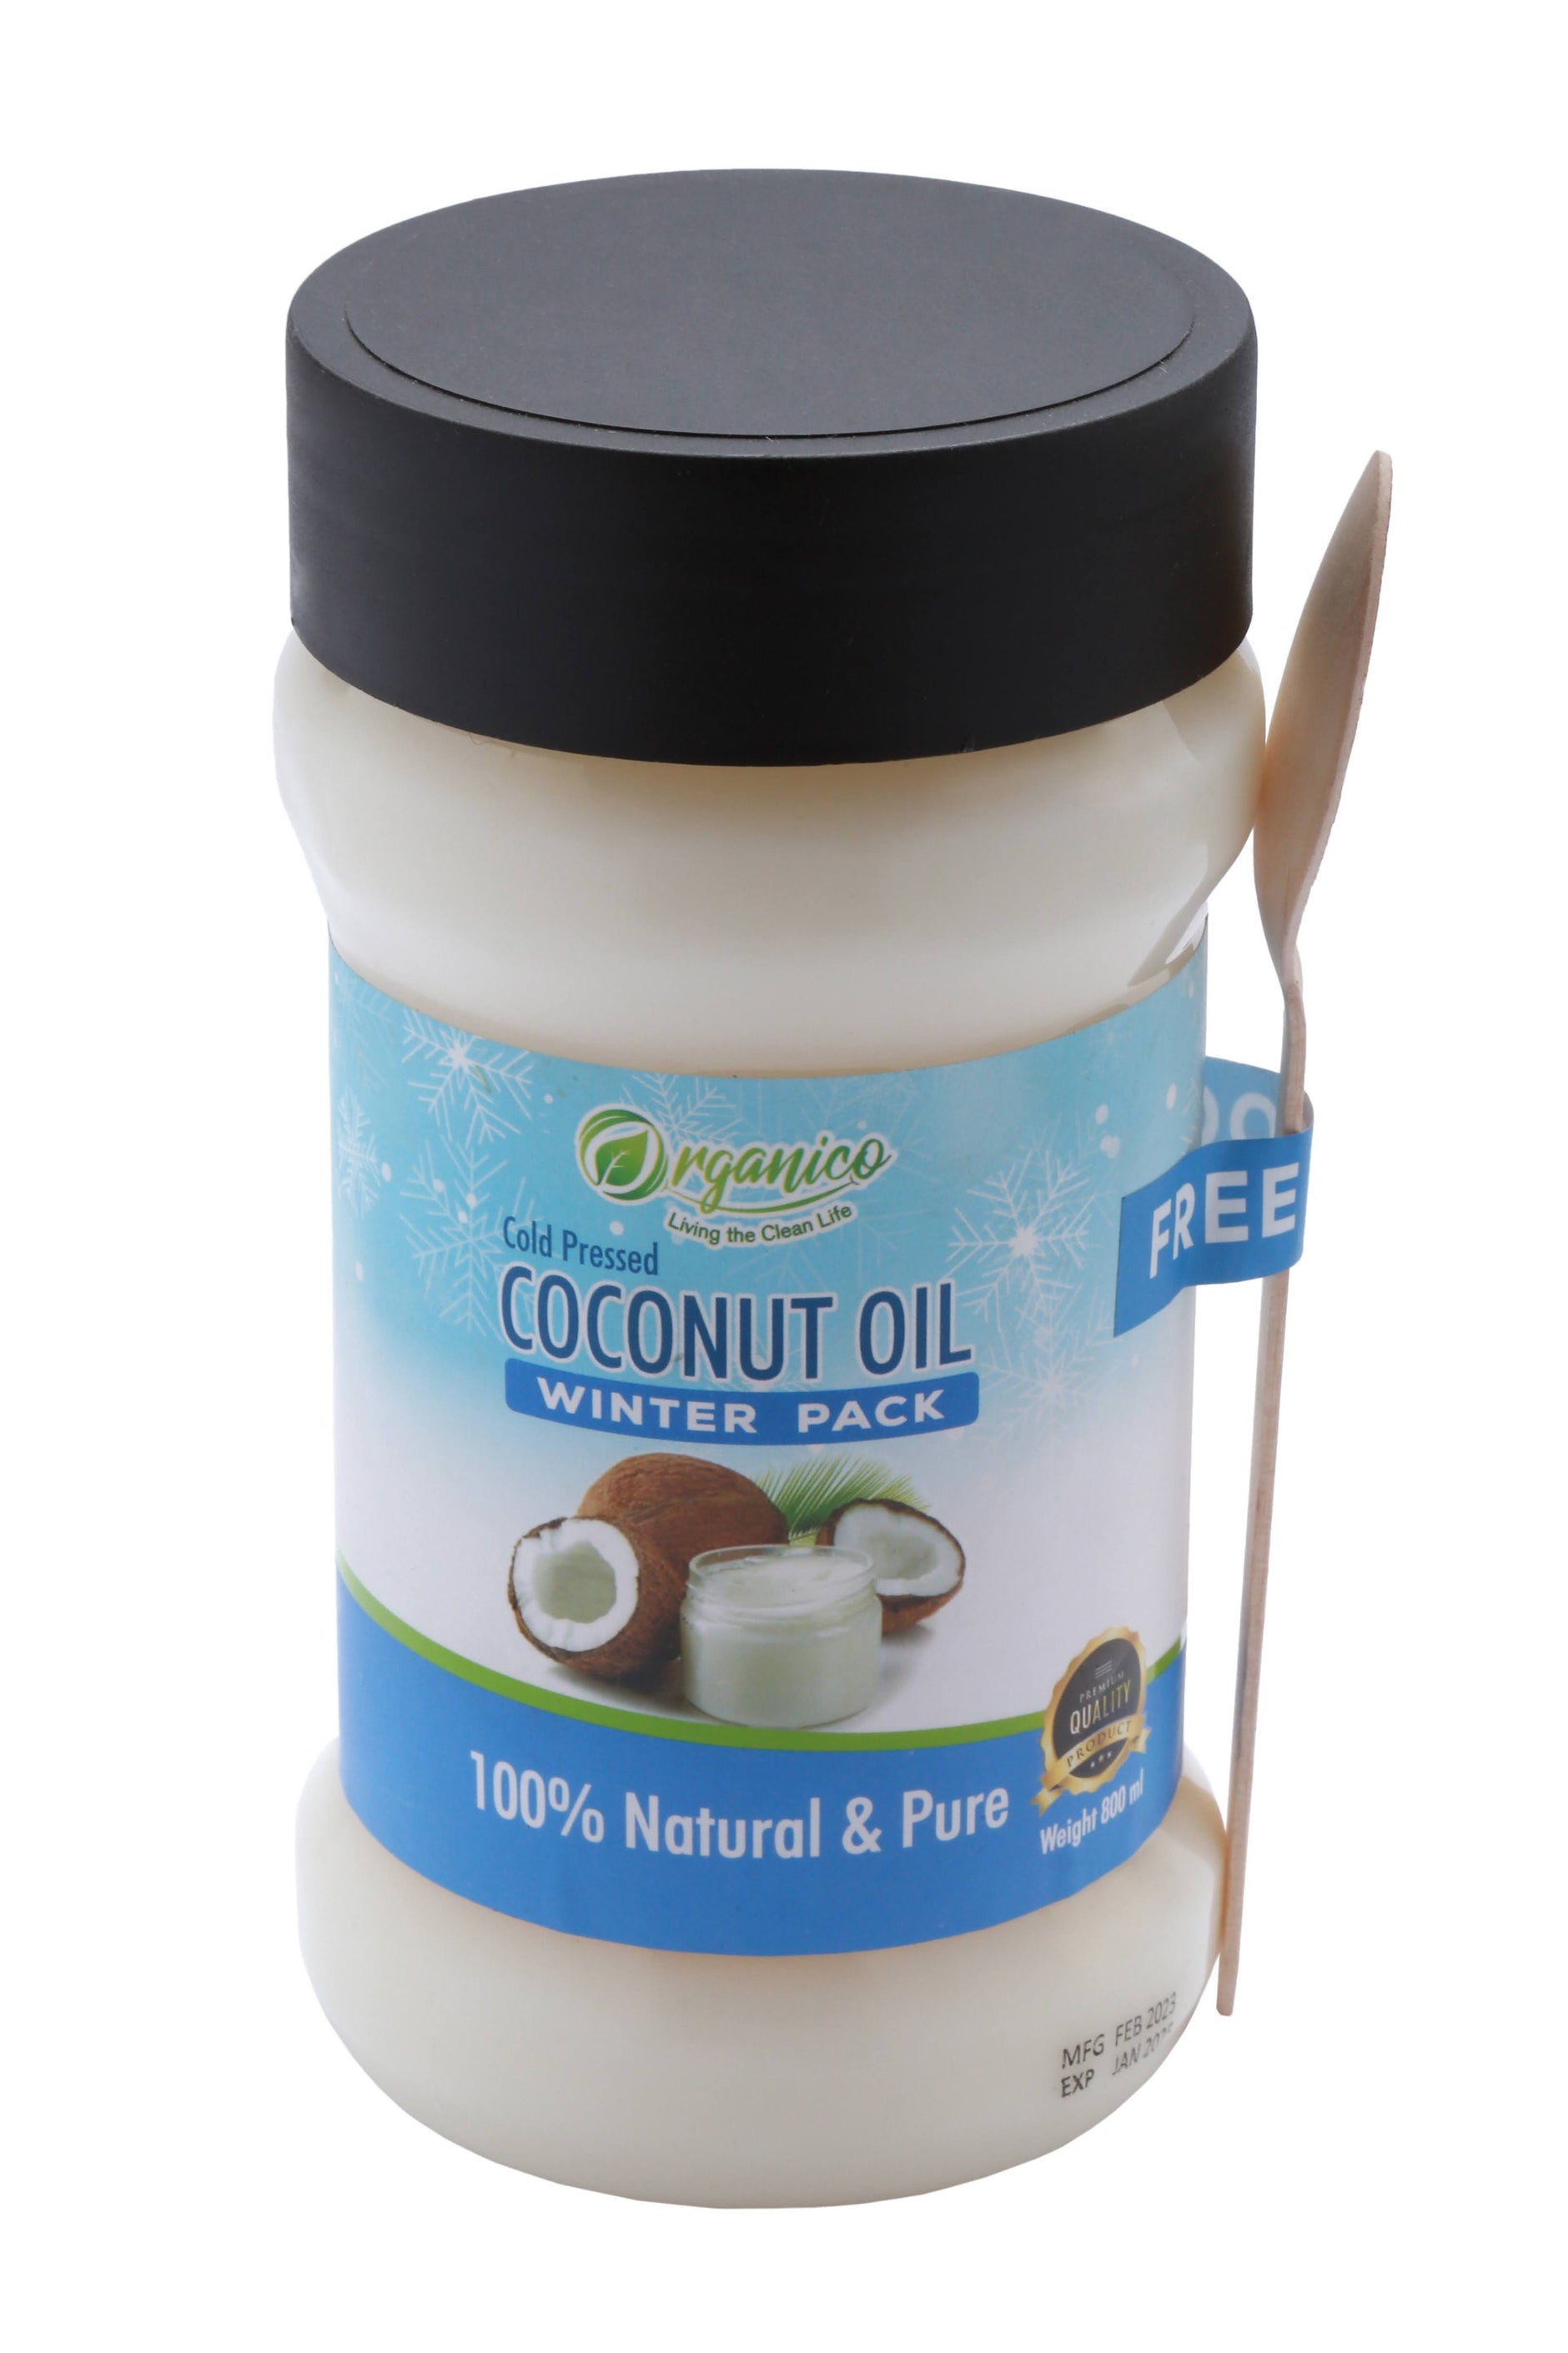 Organico
Living the Clean Life
Cold Pressed
COCONUT OIL
WINTER PACK
FREE
PREMIUM
QUALITY
PRODUCT
100% Natural & Pure
Weight 800 ml
MFG FEB 2023
EXP JAN